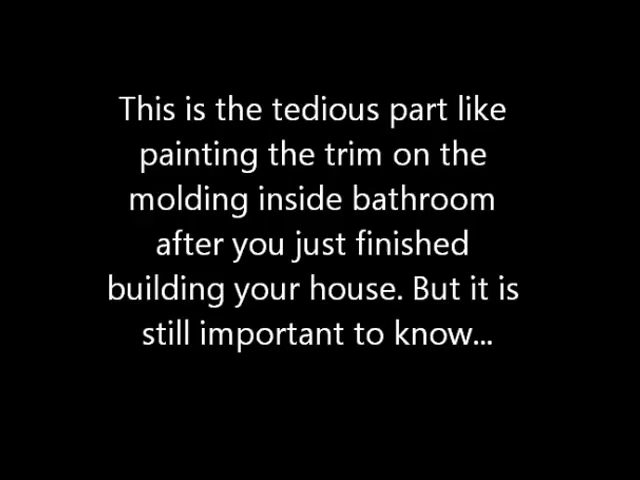 This is the tedious part like
painting the trim on the
molding inside bathroom
after you just finished
building your house. But it is
still important to know...